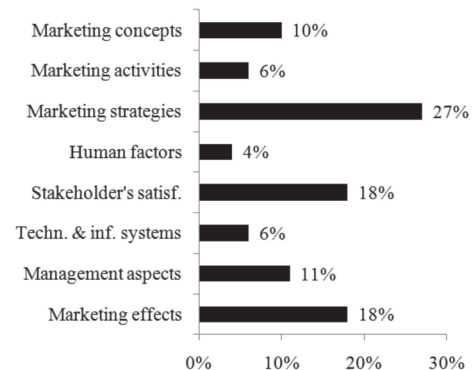 Marketing concepts 10%
Marketing activities 6%
Marketing strategies 27%
Human factors 4%
Stakeholder's satisf. 18%
Techn. & inf. systems 6%
Management aspects 11%
Marketing effects 18%
0% 10% 20% 30%